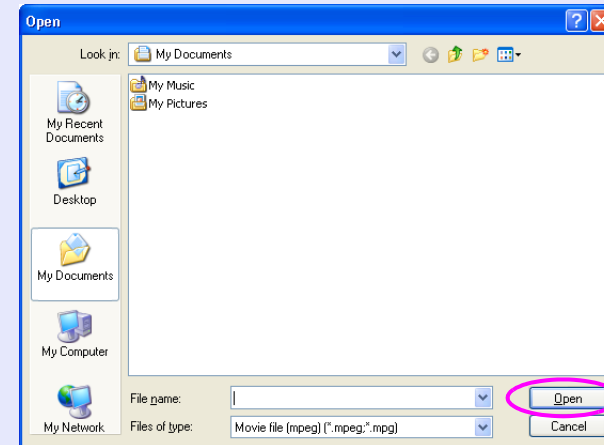 Open
Look in: My Documents
My Music
My Pictures
My Recent
Documents
Desktop
My Documents
My Computer
My Network
File name:
Open
Files of type: Movie file (mpeg) (*.mpeg;*.mpg)
Cancel